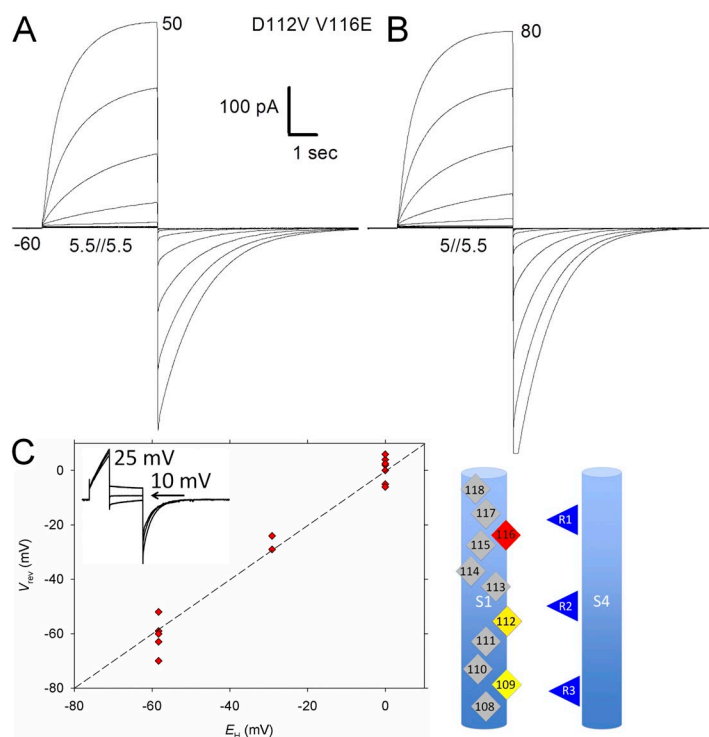 A
50
D112V V116E
B
80
100 pA
1 sec
-60
5.5//5.5
5//5.5
C
25 mV
10 mV
0
-20
-40
-60
-80
Vrev (mV)
-80
-60
-40
-20
0
EH (mV)
118
117
116
115
114
113
S1
112
111
110
109
108
R1
R2
R3
S4